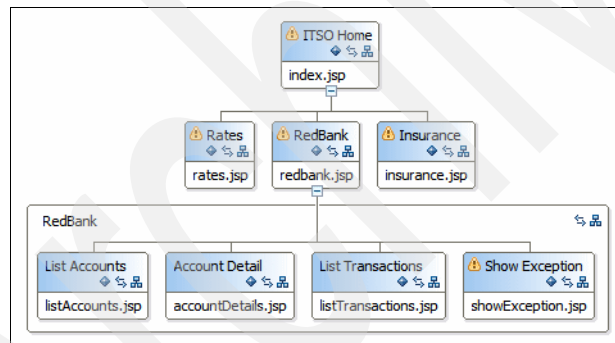 ITSO Home
index.jsp
Rates
RedBank
Insurance
rates.jsp
redbank.jsp
insurance.jsp
RedBank
List Accounts
Account Detail
List Transactions
Show Exception
listAccounts.jsp
accountDetails.jsp
listTransactions.jsp
showException.jsp